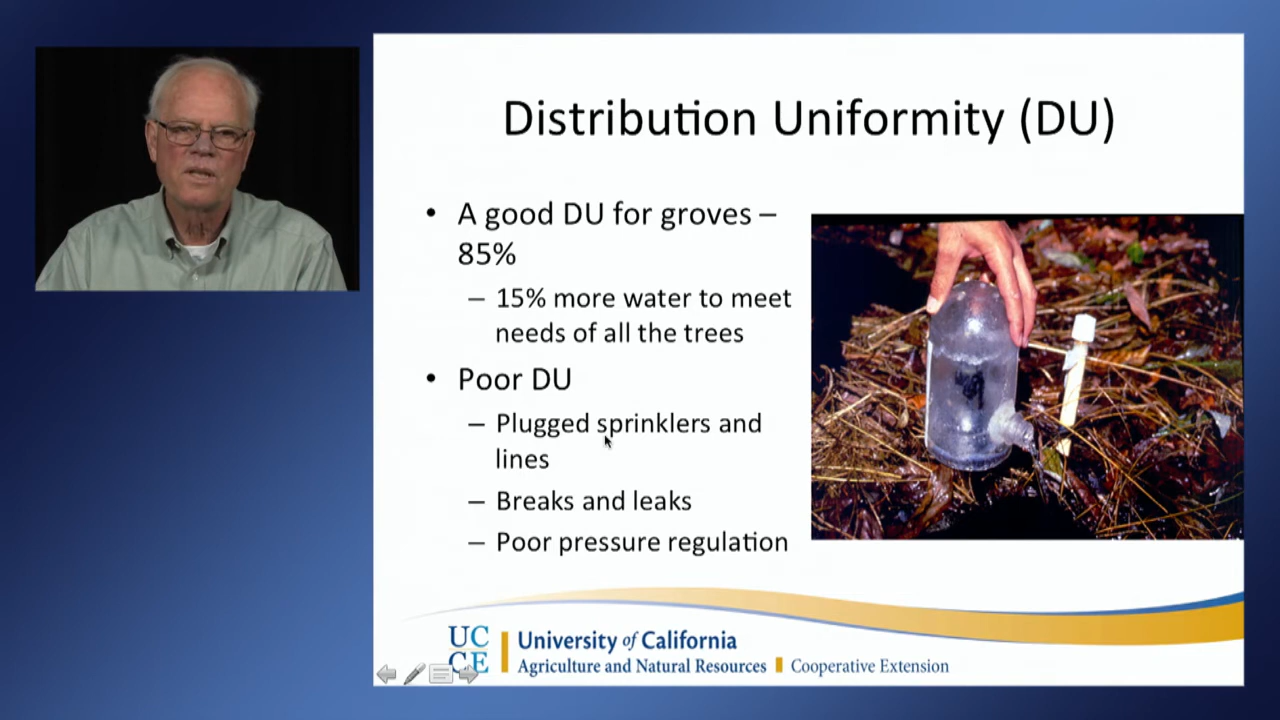 Distribution Uniformity (DU)
• A good DU for groves –
85%
– 15% more water to meet
needs of all the trees
• Poor DU
– Plugged sprinklers and
lines
– Breaks and leaks
– Poor pressure regulation
UC
CE
University of California
Agriculture and Natural Resources
Cooperative Extension